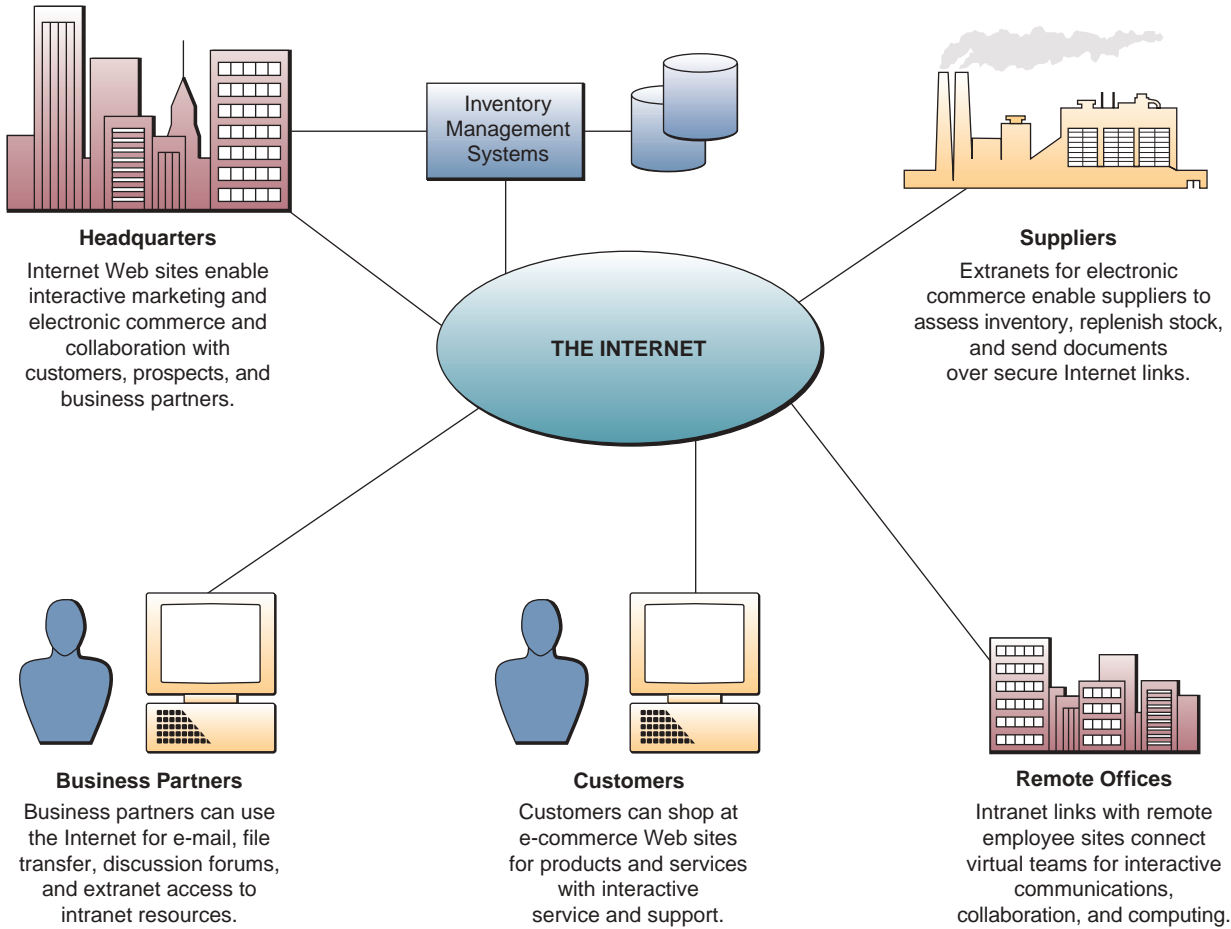 Inventory
Management
Systems
Headquarters
Internet Web sites enable
interactive marketing and
electronic commerce and
collaboration with
customers, prospects, and
business partners.
Suppliers
Extranets for electronic
commerce enable suppliers to
assess inventory, replenish stock,
and send documents
over secure Internet links.
THE INTERNET
Business Partners
Business partners can use
the Internet for e-mail, file
transfer, discussion forums,
and extranet access to
intranet resources.
Customers
Customers can shop at
e-commerce Web sites
for products and services
with interactive
service and support.
Remote Offices
Intranet links with remote
employee sites connect
virtual teams for interactive
communications,
collaboration, and computing.